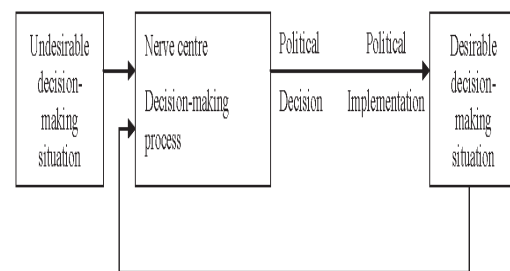 Undesirable
decision-
making
situation
Nerve centre
Decision-making
process
Political Political
Decision Implementation
Desirable
decision-
making
situation